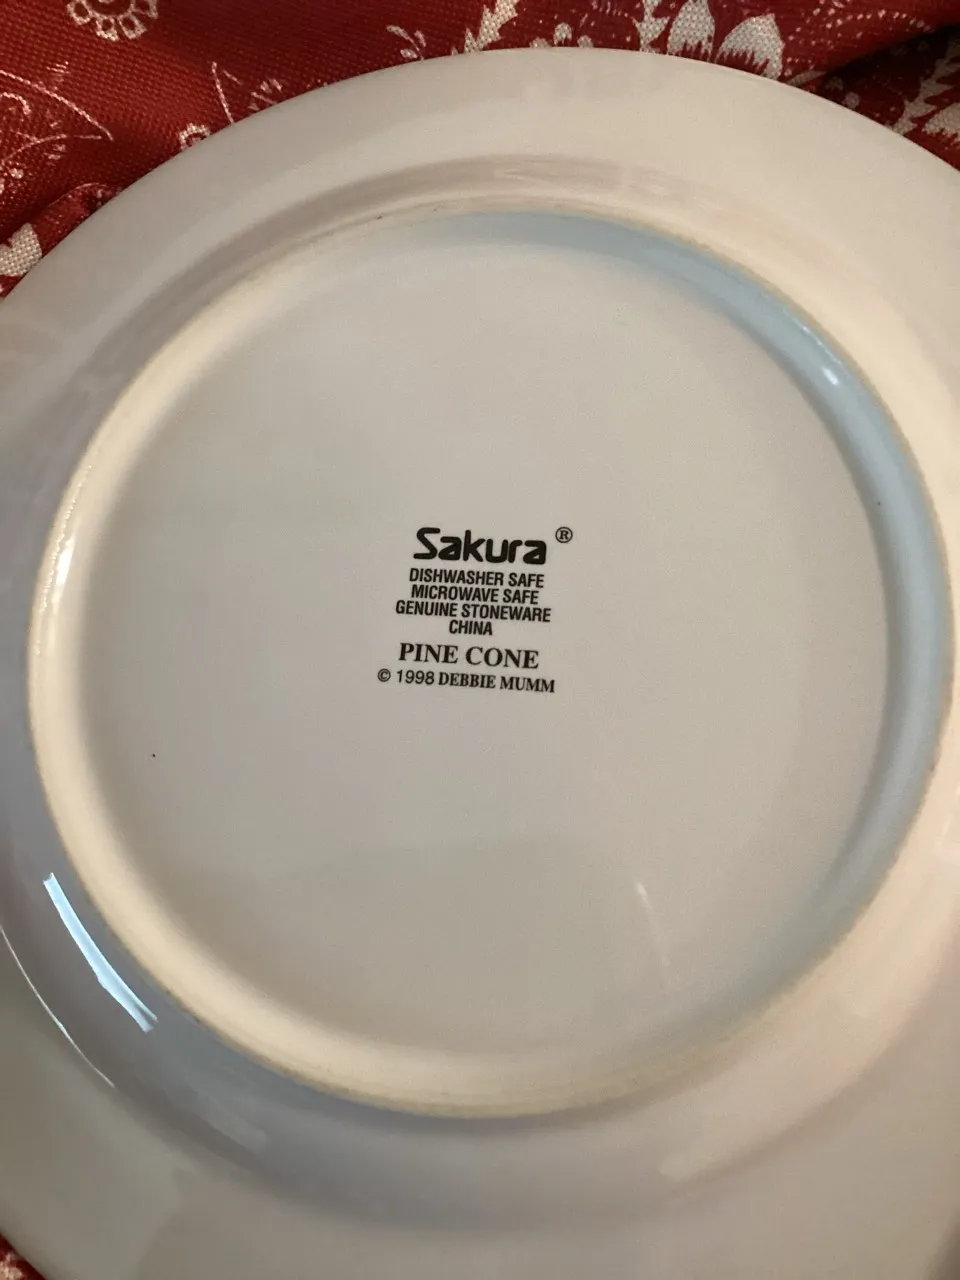 Sakura ®
DISHWASHER SAFE
MICROWAVE SAFE
GENUINE STONEWARE
CHINA
PINE CONE
© 1998 DEBBIE MUMM